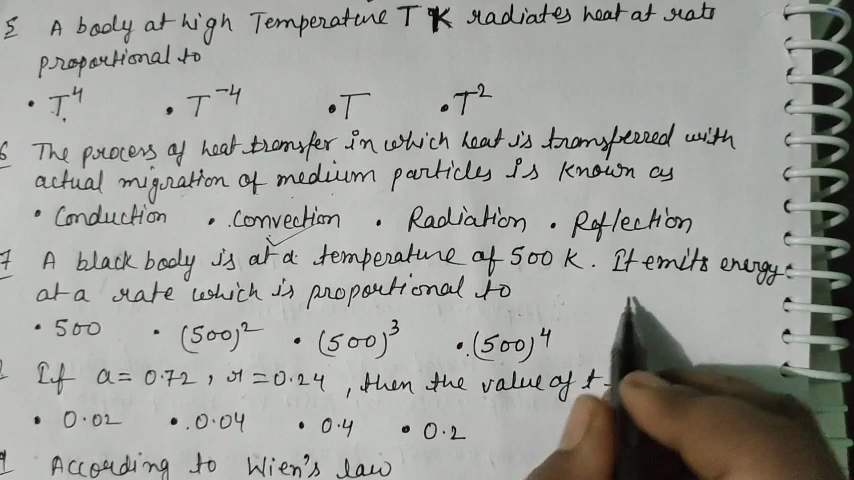 5 A body at high Temperature T K radiates heat at rate
proportional to
• T⁴ • T⁻⁴ • T • T²
6 The process of heat transfer in which heat is transferred with
actual migration of medium particles is known as
• Conduction • Convection • Radiation • Reflection
7 A black body is at a temperature of 500 K. It emits energy
at a rate which is proportional to
• 500 • (500)² • (500)³ • (500)⁴
If a = 0.72, r = 0.24, then the value of t
• 0.02 • 0.04 • 0.4 • 0.2
9 According to Wien's law